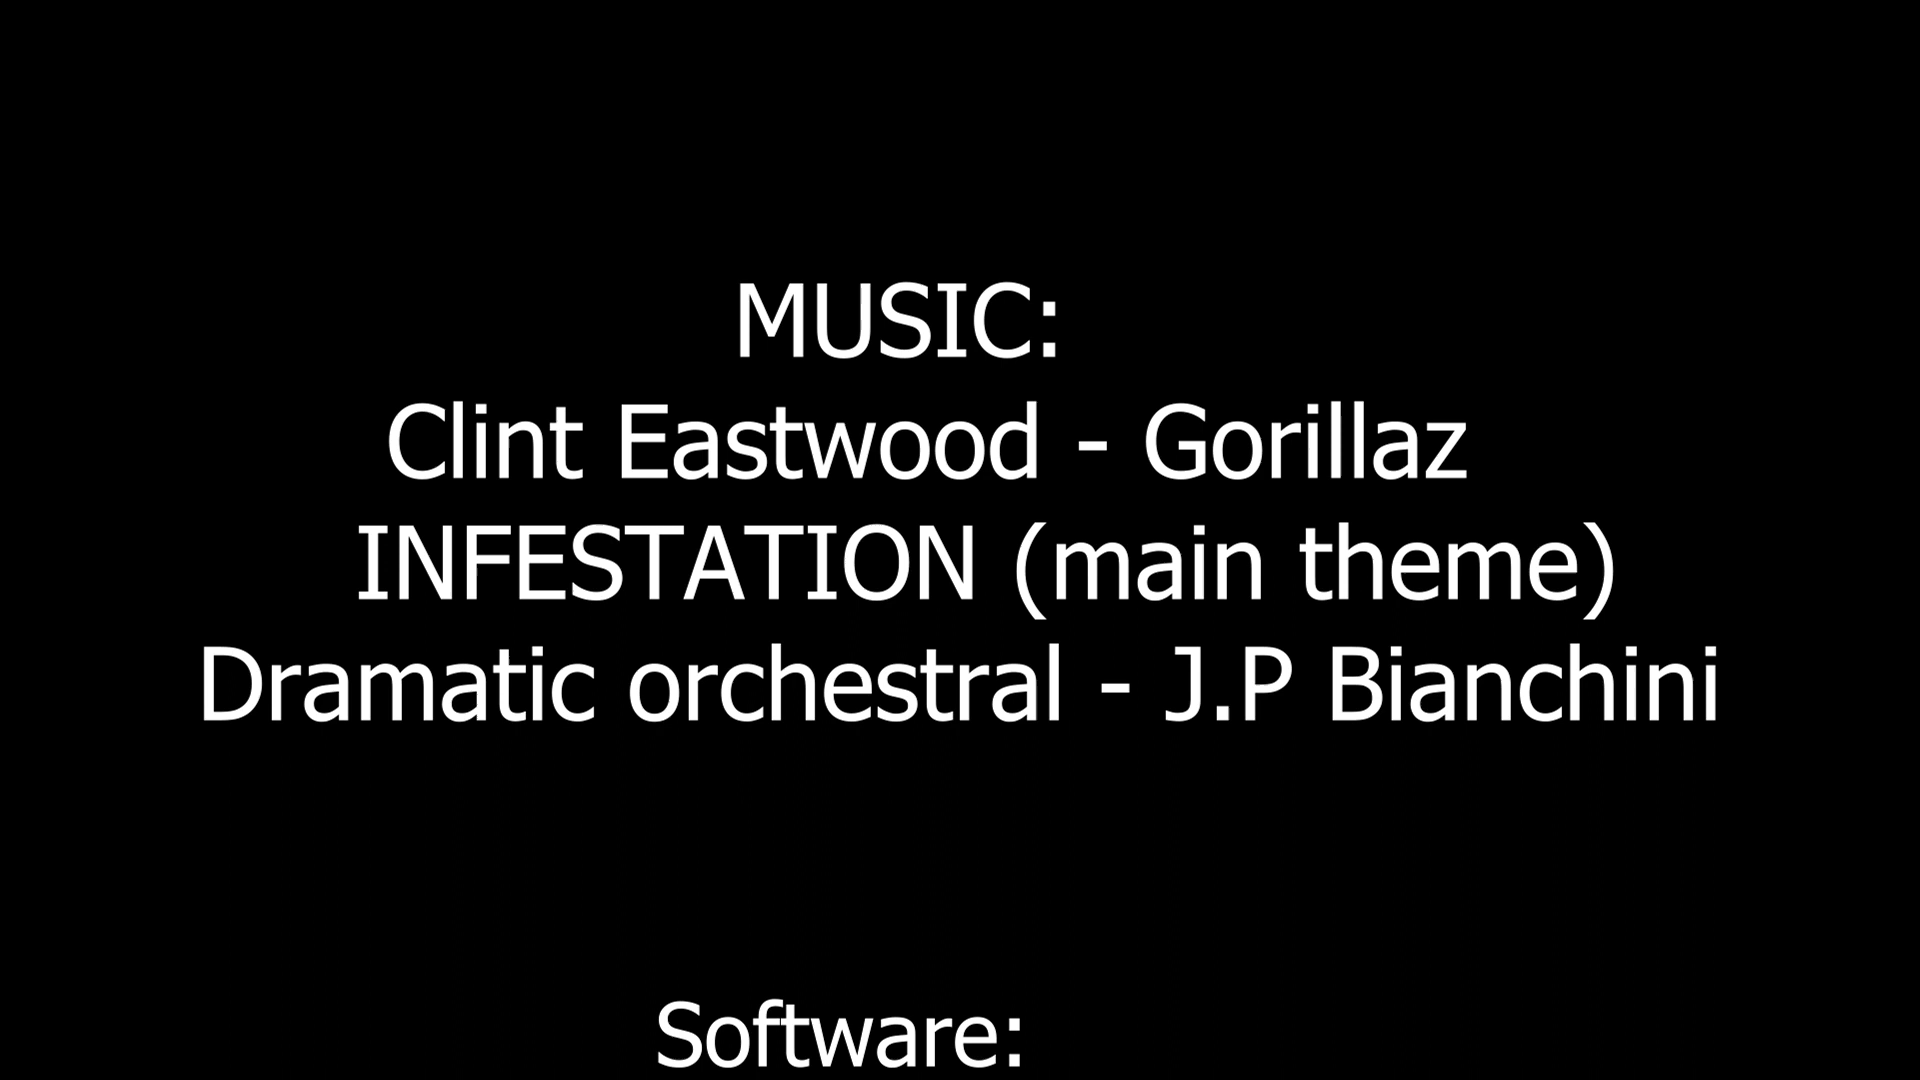 MUSIC:
Clint Eastwood - Gorillaz
INFESTATION (main theme)
Dramatic orchestral - J.P Bianchini
Software: